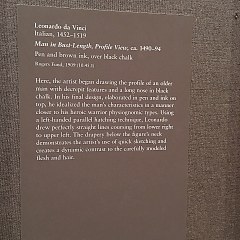 Leonardo da Vinci
Italian, 1452–1519
Man in Bust-Length, Profile View, ca. 1490–94
Pen and brown ink, over black chalk
Rogers Fund, 1909 (10.45.1)
Here, the artist began drawing the profile of an older
man with decrepit features and a long nose in black
chalk. In his final design, elaborated in pen and ink on
top, he idealized the man's characteristics in a manner
closer to his heroic warrior physiognomic types. Using
a left-handed parallel hatching technique, Leonardo
drew perfectly straight lines coursing from lower right
to upper left. The drapery below the figure's neck
demonstrates the artist's use of quick sketching and
creates a dynamic contrast to the carefully modeled
flesh and hair.